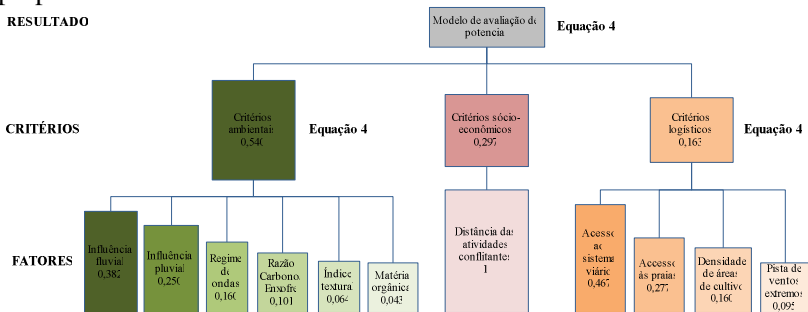 RESULTADO
Modelo de avaliação de
potencia
Equação 4
CRITÉRIOS
Critérios
ambientais
0,540
Equação 4
Critérios sócio-
econômicos
0,297
Critérios
logísticos
0,163
Equação 4
FATORES
Influência
fluvial
0,382
Influência
pluvial
0,250
Regime
de
ondas
0,160
Razão
Carbono.
Enxofre
0,101
Índice
textural
0,064
Matéria
orgânica
0,043
Distância das
atividades
conflitantes
1
Acesso
ao
sistema
viário
0,467
Acesso
às praias
0,277
Densidade
de áreas
de cultivo
0,160
Pista de
ventos
extremos
0,095